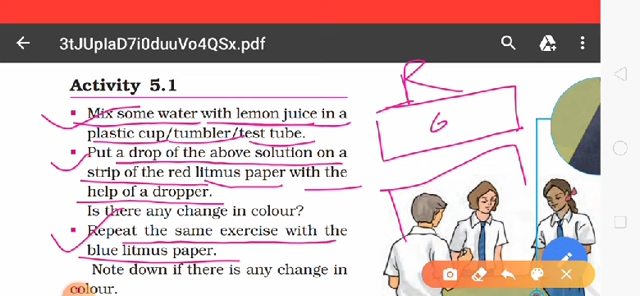 3tJUplaD7i0duuVo4QSx.pdf
Activity 5.1
▪ Mix some water with lemon juice in a
plastic cup/tumbler/test tube.
▪ Put a drop of the above solution on a
strip of the red litmus paper with the
help of a dropper.
Is there any change in colour?
▪ Repeat the same exercise with the
blue litmus paper.
Note down if there is any change in
colour.
R